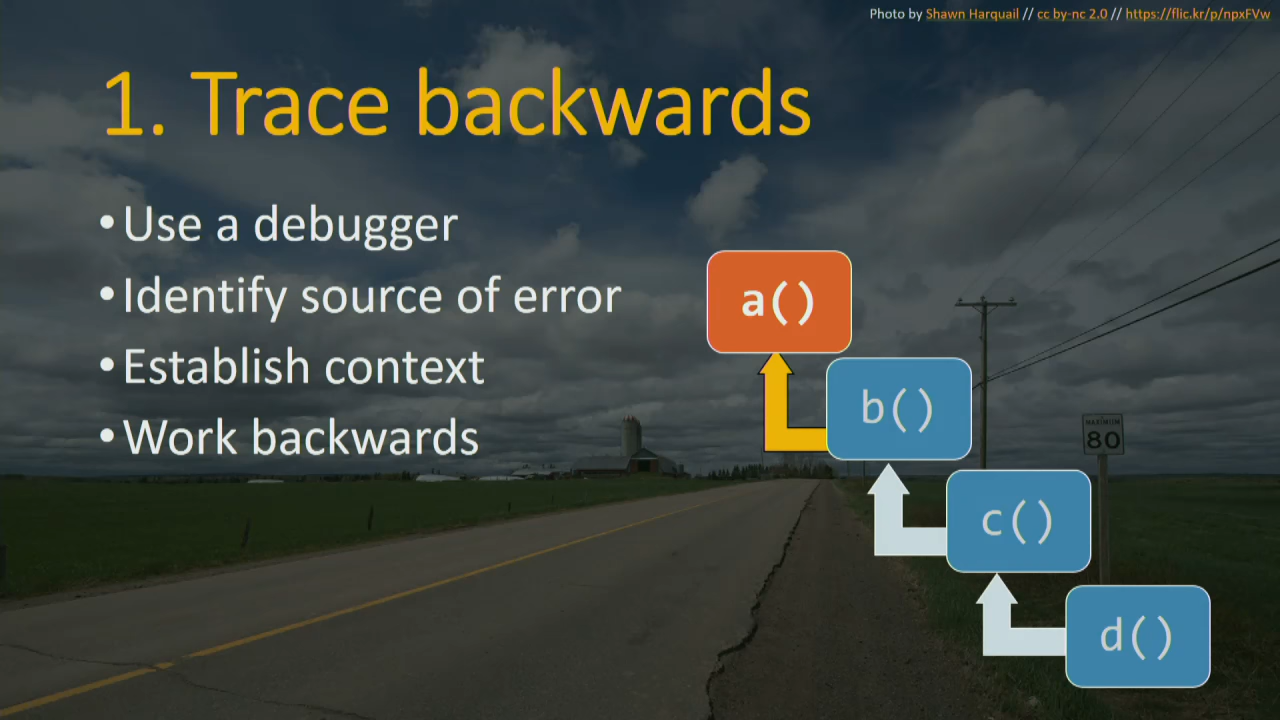 Photo by Shawn Harquail // cc by-nc 2.0 // https://flic.kr/p/npxFVw
1. Trace backwards
• Use a debugger
• Identify source of error
• Establish context
• Work backwards
a()
b()
c()
d()
MAXIMUM
80